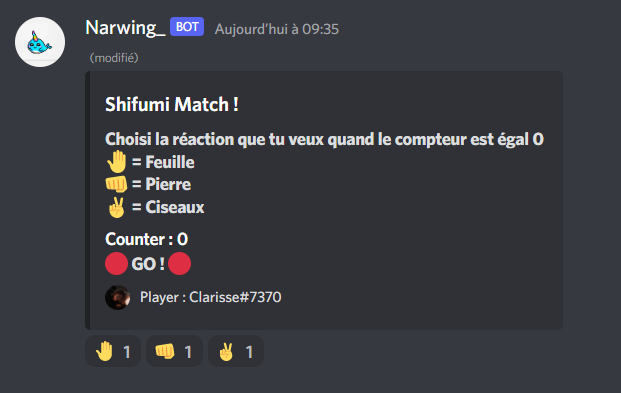 Narwing_ BOT Aujourd'hui à 09:35
(modifié)
Shifumi Match !
Choisi la réaction que tu veux quand le compteur est égal 0
🤚 = Feuille
👊 = Pierre
✌ = Ciseaux
Counter : 0
🔴 GO ! 🔴
Player : Clarisse#7370
🤚 1 👊 1 ✌ 1